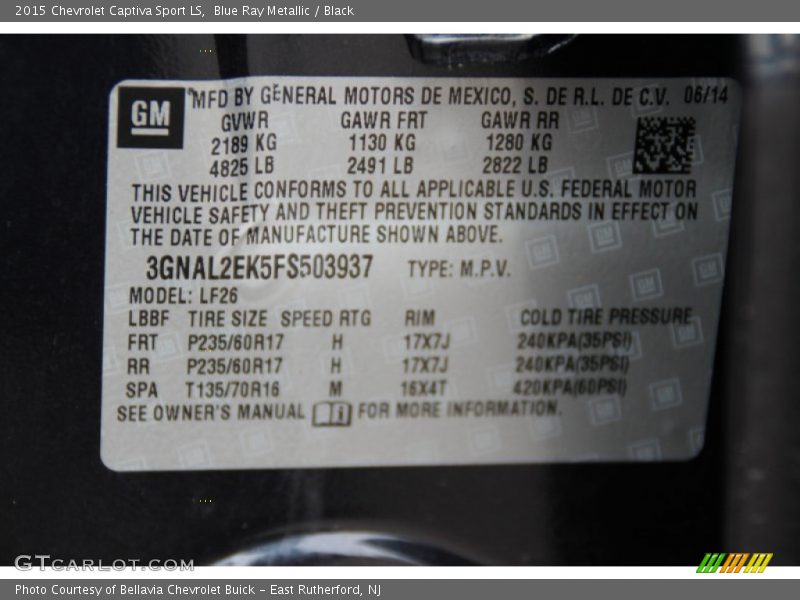 2015 Chevrolet Captiva Sport LS,  Blue Ray Metallic / Black
GM
MFD BY GENERAL MOTORS DE MEXICO, S. DE R.L. DE C.V. 06/14
GVWR GAWR FRT GAWR RR
2189 KG 1130 KG 1280 KG
4825 LB 2491 LB 2822 LB
THIS VEHICLE CONFORMS TO ALL APPLICABLE U.S. FEDERAL MOTOR
VEHICLE SAFETY AND THEFT PREVENTION STANDARDS IN EFFECT ON
THE DATE OF MANUFACTURE SHOWN ABOVE.
3GNAL2EK5FS503937 TYPE: M.P.V.
MODEL: LF26
LBBF TIRE SIZE SPEED RTG RIM COLD TIRE PRESSURE
FRT P235/60R17 H 17X7J 240KPA(35PSI)
RR P235/60R17 H 17X7J 240KPA(35PSI)
SPA T135/70R16 M 16X4T 420KPA(60PSI)
SEE OWNER'S MANUAL FOR MORE INFORMATION.
GTCARLOT.COM
Photo Courtesy of Bellavia Chevrolet Buick - East Rutherford, NJ